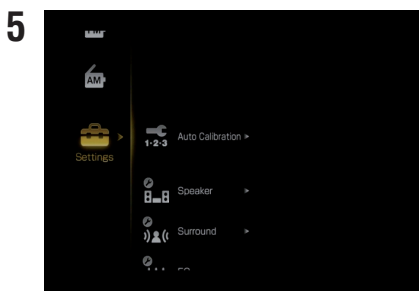 5
AM
1-2-3 Auto Calibration
Settings
Speaker
Surround